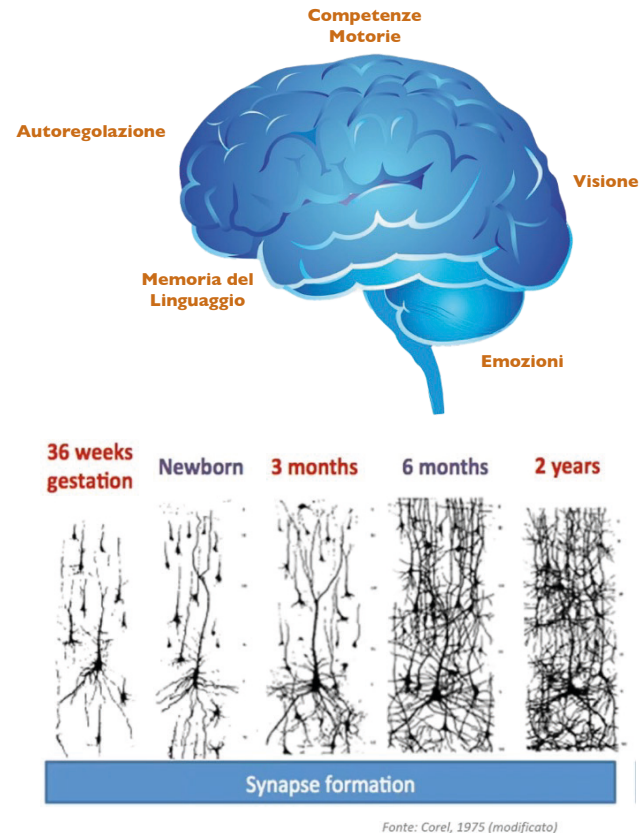 Competenze
Motorie
Autoregolazione
Visione
Memoria del
Linguaggio
Emozioni
36 weeks
gestation
Newborn
3 months
6 months
2 years
Synapse formation
Fonte: Corel, 1975 (modificato)